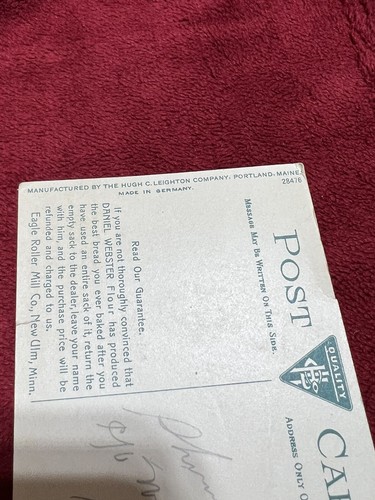 MANUFACTURED BY THE HUGH C. LEIGHTON COMPANY, PORTLAND, MAINE.
MADE IN GERMANY.
28476
POST
QUALITY
MESSAGE MAY BE WRITTEN ON THIS SIDE.
ADDRESS ONLY
Read Our Guarantee.
If you are not thoroughly convinced that
DANIEL WEBSTER Flour has produced
the best bread you ever baked after you
have used an entire sack of it, return the
empty sack to the dealer, leave your name
with him, and the purchase price will be
refunded and charged to us.
Eagle Roller Mill Co., New Ulm, Minn.